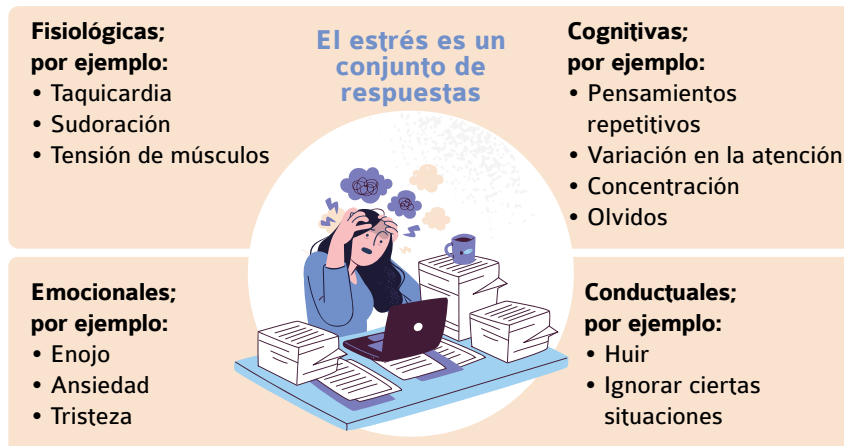 El estrés es un
conjunto de
respuestas
Fisiológicas;
por ejemplo:
• Taquicardia
• Sudoración
• Tensión de músculos
Cognitivas;
por ejemplo:
• Pensamientos
repetitivos
• Variación en la atención
• Concentración
• Olvidos
Emocionales;
por ejemplo:
• Enojo
• Ansiedad
• Tristeza
Conductuales;
por ejemplo:
• Huir
• Ignorar ciertas
situaciones